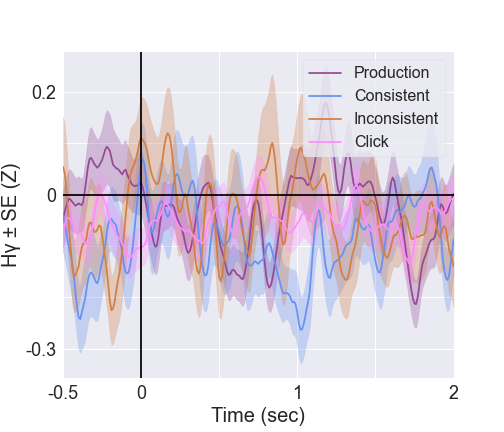 Production
Consistent
Inconsistent
Click
0.2
0
-0.3
Hγ ± SE (Z)
-0.5 0 1 2
Time (sec)